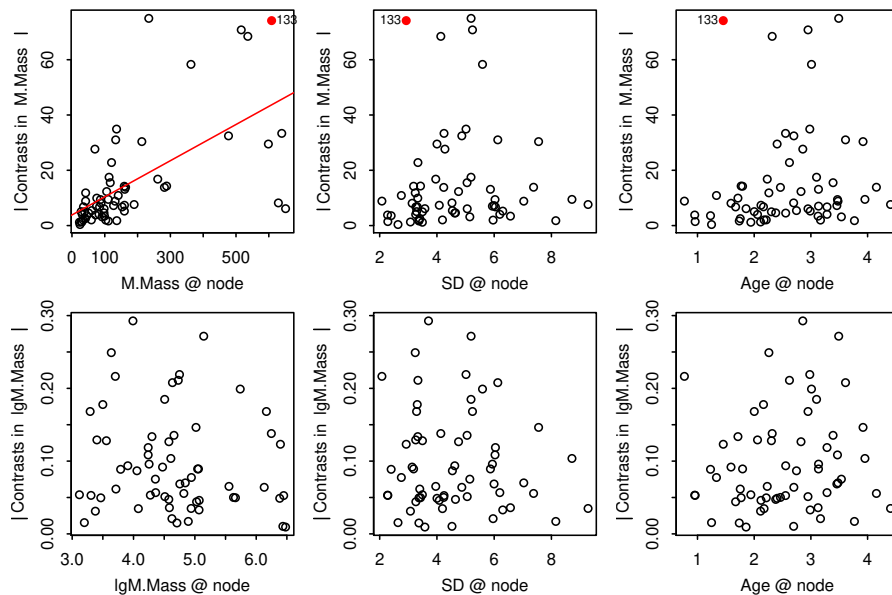 | Contrasts in M.Mass |
0 20 40 60
133
0 100 300 500
M.Mass @ node
| Contrasts in M.Mass |
0 20 40 60
133
2 4 6 8
SD @ node
| Contrasts in M.Mass |
0 20 40 60
133
1 2 3 4
Age @ node
| Contrasts in lgM.Mass |
0.00 0.10 0.20 0.30
3.0 4.0 5.0 6.0
lgM.Mass @ node
| Contrasts in lgM.Mass |
0.00 0.10 0.20 0.30
2 4 6 8
SD @ node
| Contrasts in lgM.Mass |
0.00 0.10 0.20 0.30
1 2 3 4
Age @ node